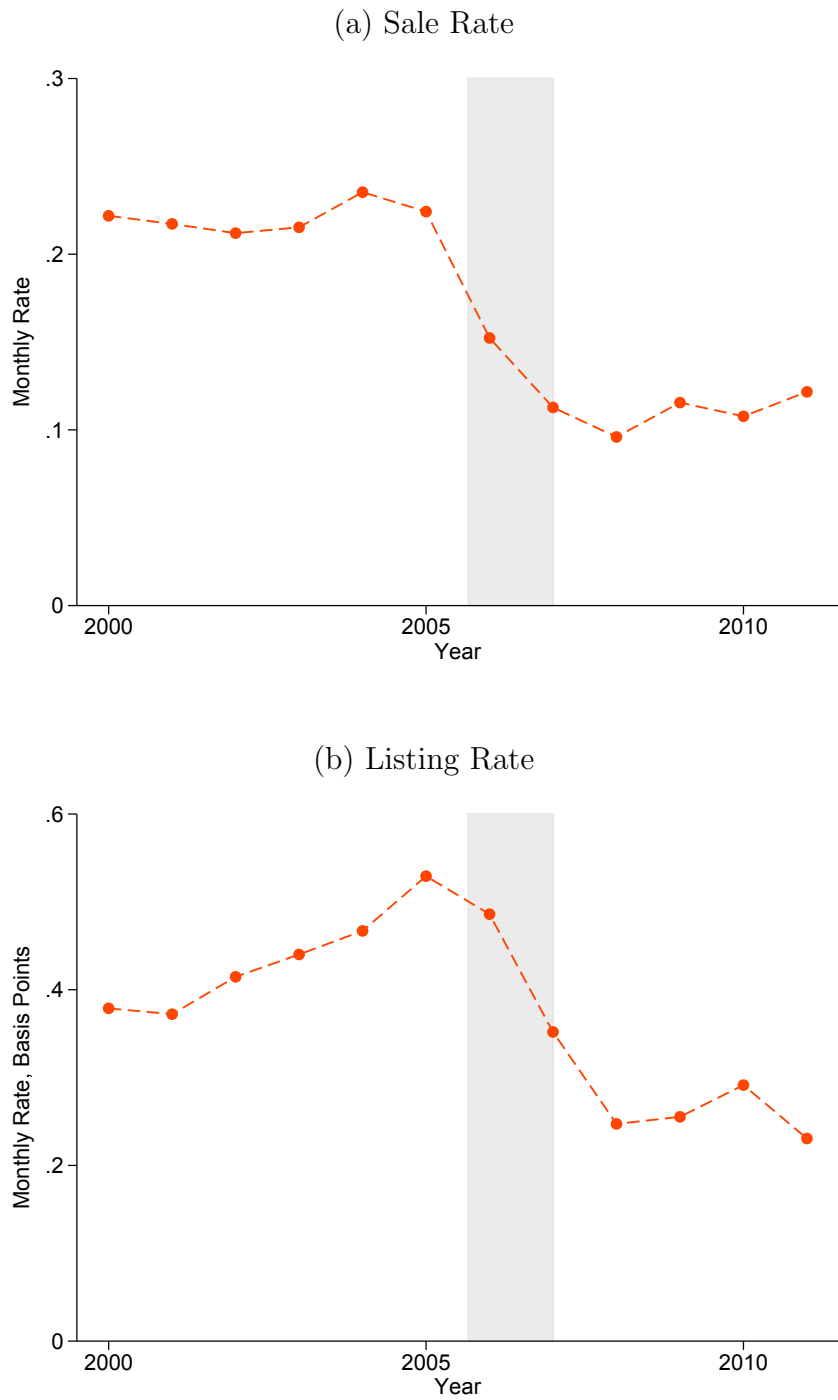 (a) Sale Rate
.3
.2
.1
0
Monthly Rate
2000 2005 2010
Year
(b) Listing Rate
.6
.4
.2
0
Monthly Rate, Basis Points
2000 2005 2010
Year